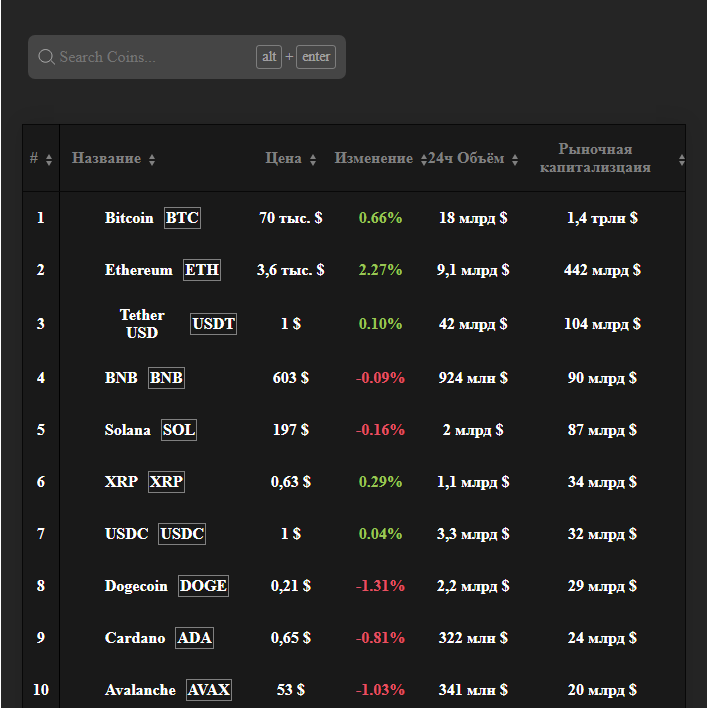 Search Coins... alt + enter
# Название Цена Изменение 24ч Объём Рыночная
капитализцаия
1 Bitcoin BTC 70 тыс. $ 0.66% 18 млрд $ 1,4 трлн $
2 Ethereum ETH 3,6 тыс. $ 2.27% 9,1 млрд $ 442 млрд $
3 Tether
USD USDT 1 $ 0.10% 42 млрд $ 104 млрд $
4 BNB BNB 603 $ -0.09% 924 млн $ 90 млрд $
5 Solana SOL 197 $ -0.16% 2 млрд $ 87 млрд $
6 XRP XRP 0,63 $ 0.29% 1,1 млрд $ 34 млрд $
7 USDC USDC 1 $ 0.04% 3,3 млрд $ 32 млрд $
8 Dogecoin DOGE 0,21 $ -1.31% 2,2 млрд $ 29 млрд $
9 Cardano ADA 0,65 $ -0.81% 322 млн $ 24 млрд $
10 Avalanche AVAX 53 $ -1.03% 341 млн $ 20 млрд $